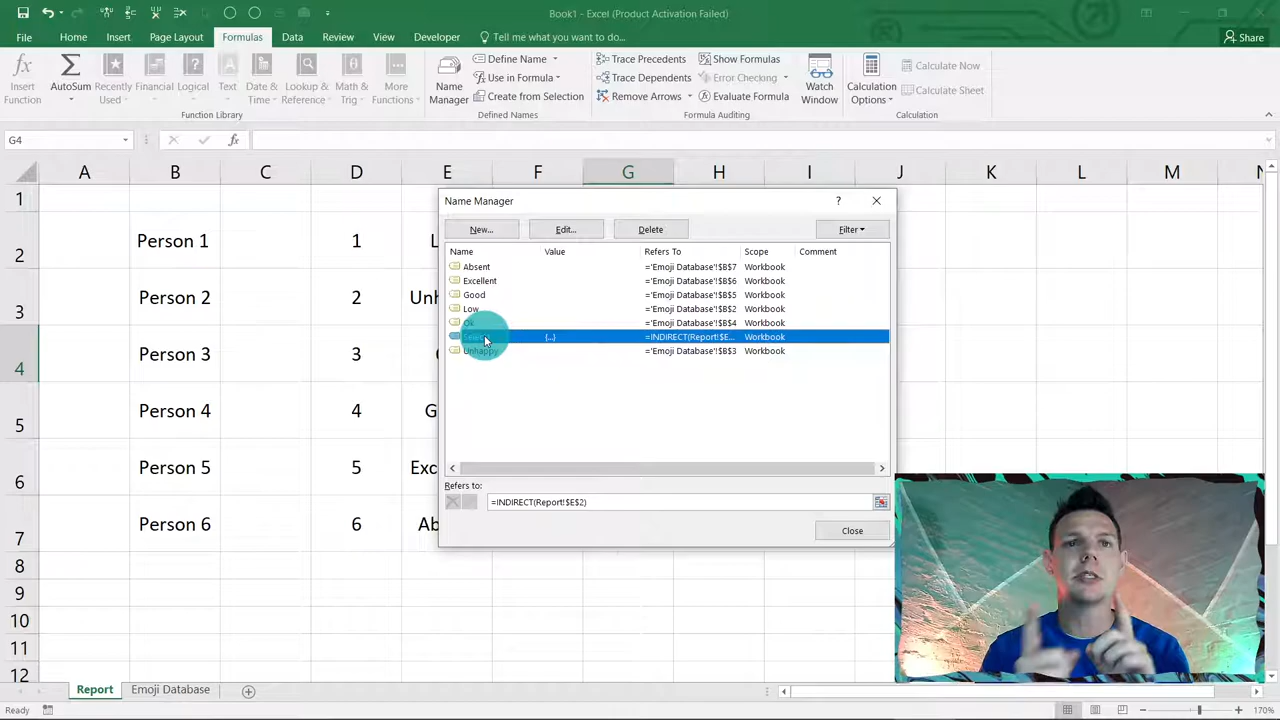 Book1 - Excel (Product Activation Failed)
File Home Insert Page Layout Formulas Data Review View Developer Tell me what you want to do... Share
Insert Function
AutoSum
Recently Used
Financial
Logical
Text
Date & Time
Lookup & Reference
Math & Trig
More Functions
Function Library
Name Manager
Define Name
Use in Formula
Create from Selection
Defined Names
Trace Precedents
Trace Dependents
Remove Arrows
Show Formulas
Error Checking
Evaluate Formula
Formula Auditing
Watch Window
Calculation Options
Calculate Now
Calculate Sheet
Calculation
G4 fx
A B C D E F G H I J K L M
1
2 Person 1 1
3 Person 2 2
4 Person 3 3
5 Person 4 4
6 Person 5 5
7 Person 6 6
8
9
10
11
12
Name Manager ?
New... Edit... Delete Filter
Name Value Refers To Scope Comment
Absent ='Emoji Database'!$B$7 Workbook
Excellent ='Emoji Database'!$B$6 Workbook
Good ='Emoji Database'!$B$5 Workbook
Low ='Emoji Database'!$B$2 Workbook
Ok ='Emoji Database'!$B$4 Workbook
{...} =INDIRECT(Report!$E... Workbook
Unhappy ='Emoji Database'!$B$3 Workbook
Refers to:
=INDIRECT(Report!$E$2)
Close
Report Emoji Database
Ready 170%